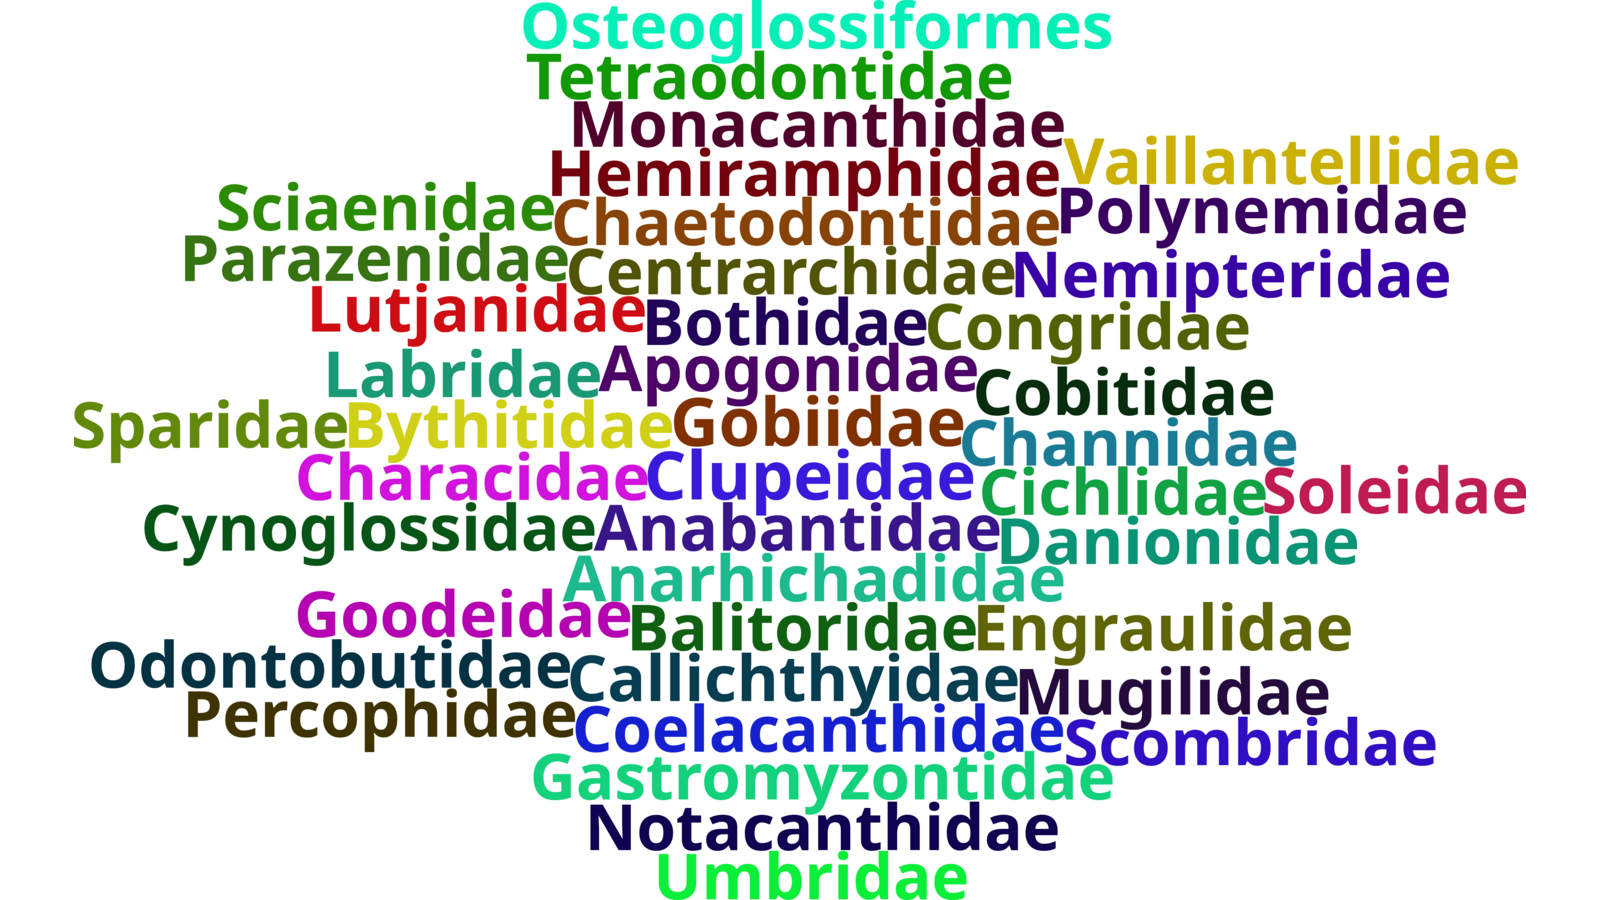 Osteoglossiformes
Tetraodontidae
Monacanthidae
Vaillantellidae
Hemiramphidae
Sciaenidae
Chaetodontidae
Polynemidae
Parazenidae
Centrarchidae
Nemipteridae
Lutjanidae
Bothidae
Congridae
Labridae
Apogonidae
Cobitidae
Sparidae
Bythitidae
Gobiidae
Channidae
Characidae
Clupeidae
Cichlidae
Soleidae
Cynoglossidae
Anabantidae
Danionidae
Anarhichadidae
Goodeidae
Balitoridae
Engraulidae
Odontobutidae
Callichthyidae
Mugilidae
Percophidae
Coelacanthidae
Scombridae
Gastromyzontidae
Notacanthidae
Umbridae